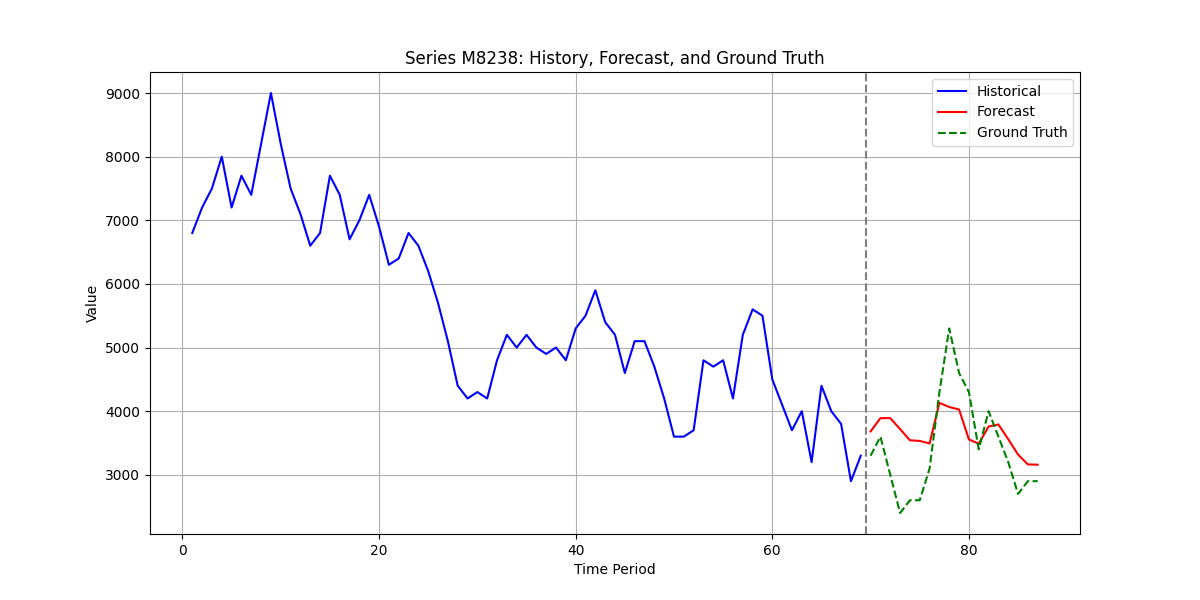 Series M8238: History, Forecast, and Ground Truth
Historical
Forecast
Ground Truth
9000
8000
7000
6000
5000
4000
3000
Value
0
20
40
60
80
Time Period